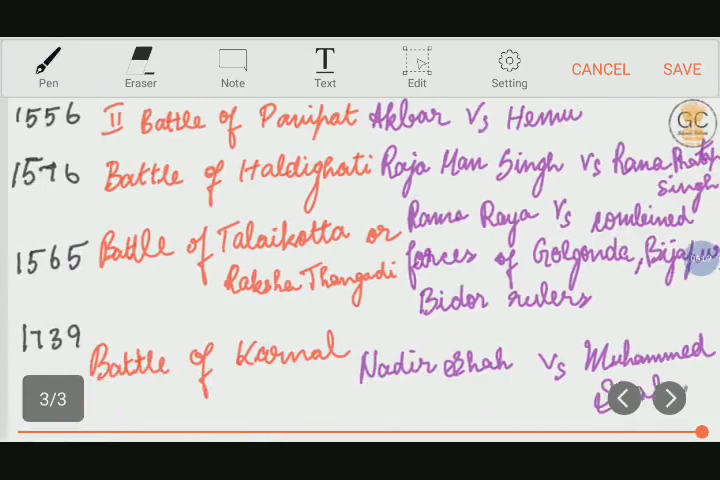 Pen Eraser Note Text Edit Setting CANCEL SAVE
1556 II Battle of Panipat Akbar Vs Hemu
GC
1576 Battle of Haldighati Raja Man Singh vs Rana Pratap
Singh
1565 Battle of Talaikotta or
Raksha Thangadi
Rama Raya Vs combined
forces of Golgonda, Bijapur
Bidor rulers
1739 Battle of Karnal Nadir Shah vs Muhammed
3/3